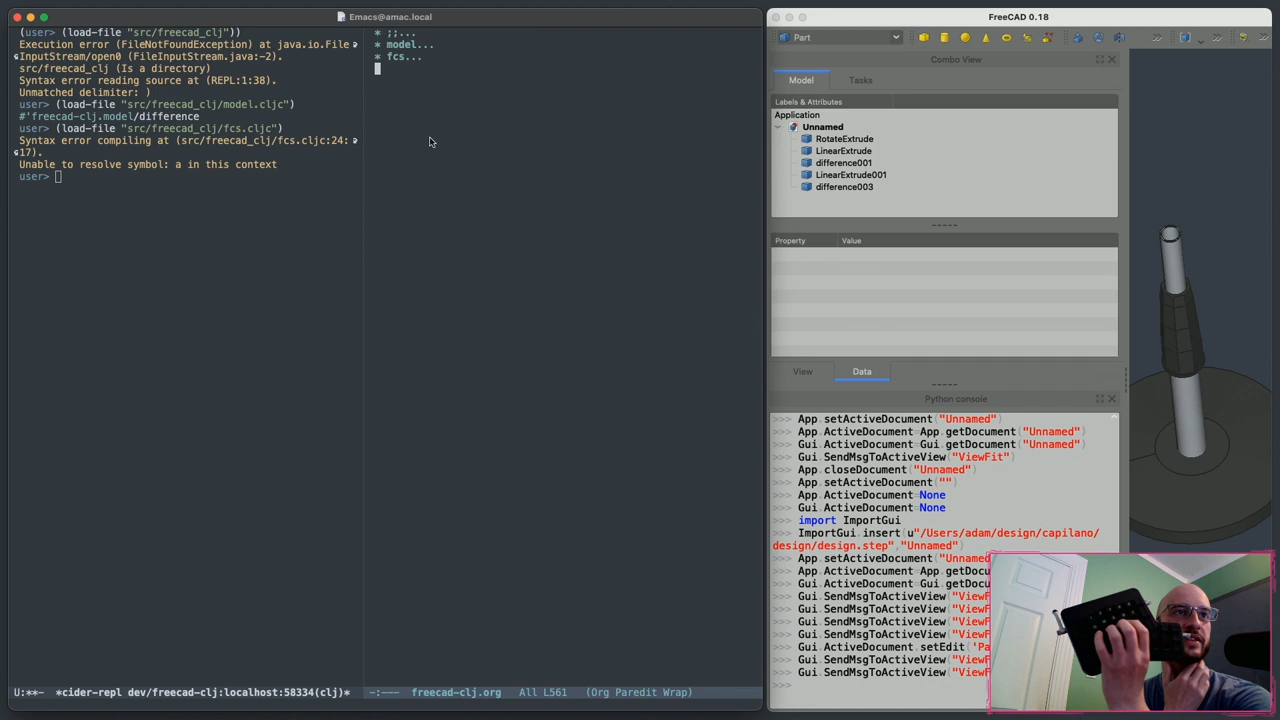 Emacs@amac.local
(user> (load-file "src/freecad_clj"))
Execution error (FileNotFoundException) at java.io.File
InputStream/open0 (FileInputStream.java:-2).
src/freecad_clj (Is a directory)
Syntax error reading source at (REPL:1:38).
Unmatched delimiter: )
user> (load-file "src/freecad_clj/model.cljc")
#'freecad-clj.model/difference
user> (load-file "src/freecad_clj/fcs.cljc")
Syntax error compiling at (src/freecad_clj/fcs.cljc:24:
17).
Unable to resolve symbol: a in this context
user>
U:**- *cider-repl dev/freecad-clj:localhost:58334(clj)*
* ;;...
* model...
* fcs...
-:--- freecad-clj.org All L561 (Org Paredit Wrap)
FreeCAD 0.18
Part
Combo View
Model Tasks
Labels & Attributes
Application
Unnamed
RotateExtrude
LinearExtrude
difference001
LinearExtrude001
difference003
Property Value
View Data
Python console
>>> App.setActiveDocument("Unnamed")
>>> App.ActiveDocument=App.getDocument("Unnamed")
>>> Gui.ActiveDocument=Gui.getDocument("Unnamed")
>>> Gui.SendMsgToActiveView("ViewFit")
>>> App.closeDocument("Unnamed")
>>> App.setActiveDocument("")
>>> App.ActiveDocument=None
>>> Gui.ActiveDocument=None
>>> import ImportGui
>>> ImportGui.insert(u"/Users/adam/design/capilano/
design/design.step","Unnamed")
>>> App.setActiveDocument("Unnamed
>>> App.ActiveDocument=App.getDocu
>>> Gui.ActiveDocument=Gui.getDocu
>>> Gui.SendMsgToActiveView("ViewF
>>> Gui.SendMsgToActiveView("ViewF
>>> Gui.SendMsgToActiveView("ViewF
>>> Gui.SendMsgToActiveView("ViewF
>>> Gui.ActiveDocument.setEdit('Pa
>>> Gui.SendMsgToActiveView("ViewF
>>> Gui.SendMsgToActiveView("ViewF
>>>